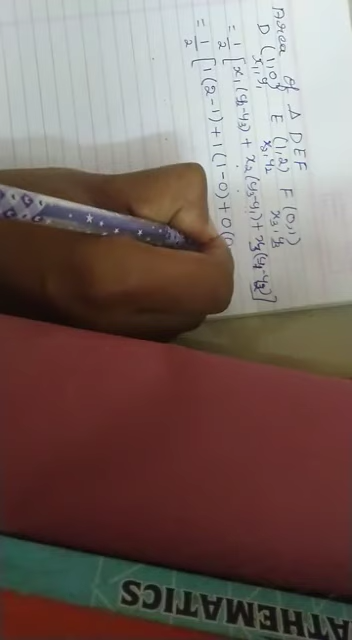 Area of Δ DEF
D (1,0) E (1,2) F (0,1)
x₁,y₁ x₂,y₂ x₃,y₃
= 1/2 [x₁(y₂-y₃) + x₂(y₃-y₁) + x₃(y₁-y₂)]
= 1/2 [1(2-1) + 1(1-0) + 0(0
MATHEMATICS